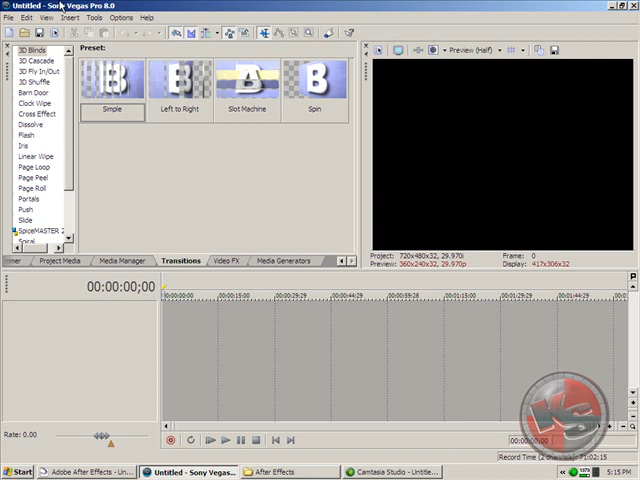 Untitled - Sony Vegas Pro 8.0
File Edit View Insert Tools Options Help
Preset:
Preview (Half)
3D Blinds
3D Cascade
3D Fly In/Out
3D Shuffle
Barn Door
Clock Wipe
Cross Effect
Dissolve
Flash
Iris
Linear Wipe
Page Loop
Page Peel
Page Roll
Portals
Push
Slide
SpiceMASTER 2
Spiral
Simple Left to Right Slot Machine Spin
Project: 720x480x32, 29.970i Frame: 0
Preview: 360x240x32, 29.970p Display: 417x306x32
Project Media Media Manager Transitions Video FX Media Generators
00:00:00;00
00:00:00 00:00:15:00 00:00:29:29 00:00:44:29 00:00:59:28 00:01:15:00 00:01:29:29 00:01:44:29
KS
Rate: 0.00
00:00:00;00
Record Time (2 channels): 71:02:15
Start Adobe After Effects - Un... Untitled - Sony Vegas... After Effects Camtasia Studio - Untitle... 5:15 PM